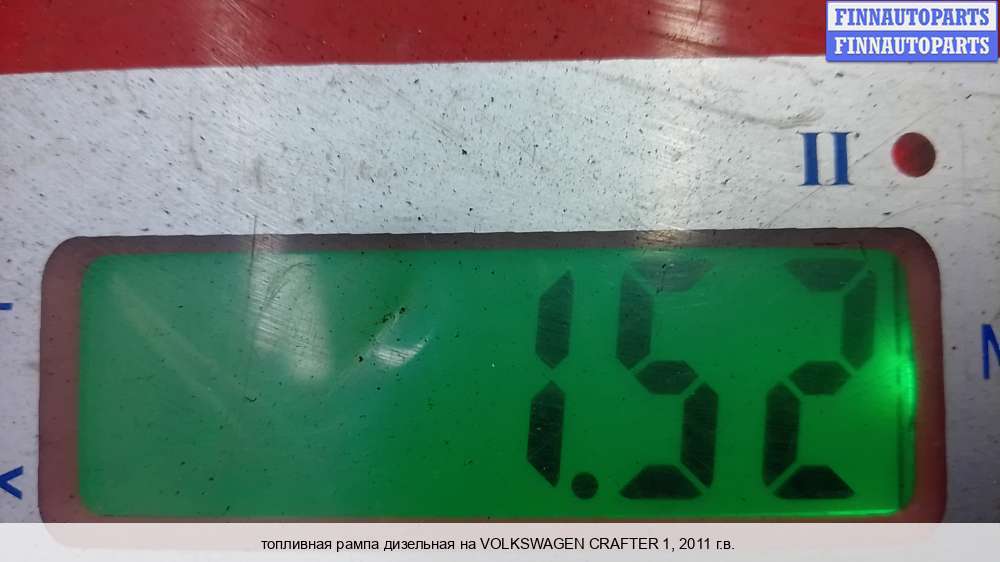 FINNAUTOPARTS
FINNAUTOPARTS
II
1.52
топливная рампа дизельная на VOLKSWAGEN CRAFTER 1, 2011 г.в.